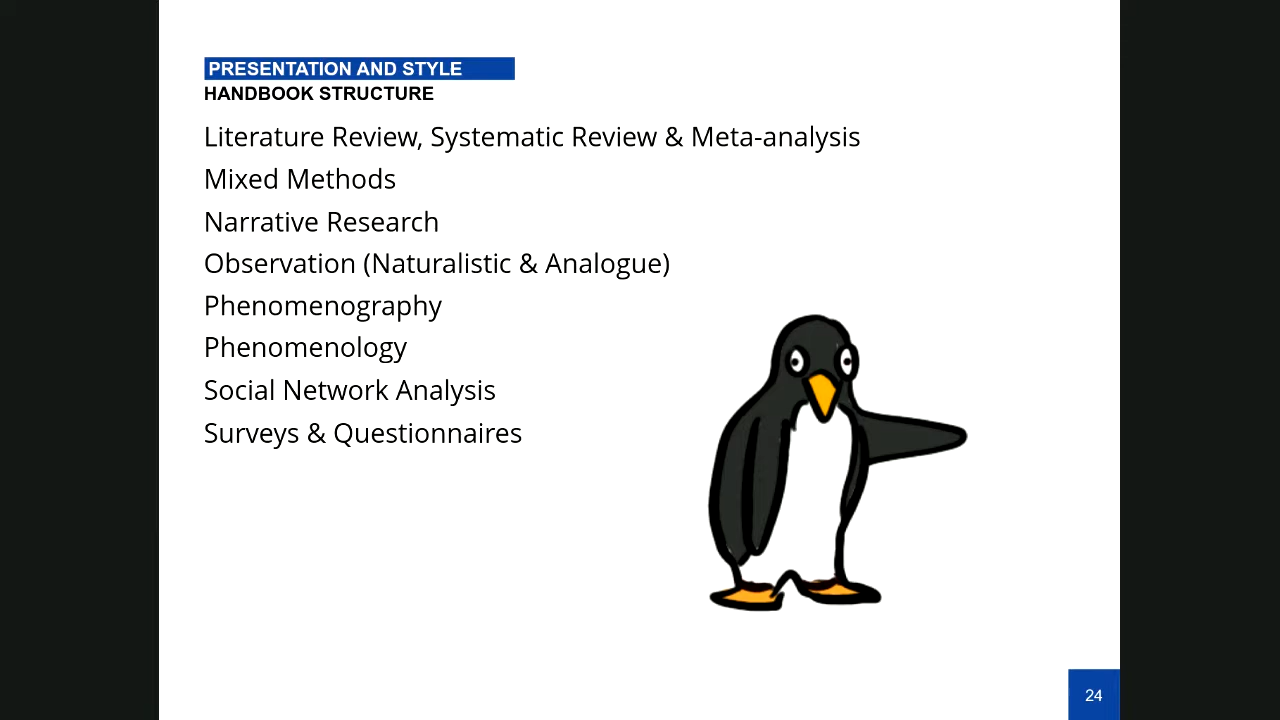 PRESENTATION AND STYLE
HANDBOOK STRUCTURE
Literature Review, Systematic Review & Meta-analysis
Mixed Methods
Narrative Research
Observation (Naturalistic & Analogue)
Phenomenography
Phenomenology
Social Network Analysis
Surveys & Questionnaires
24